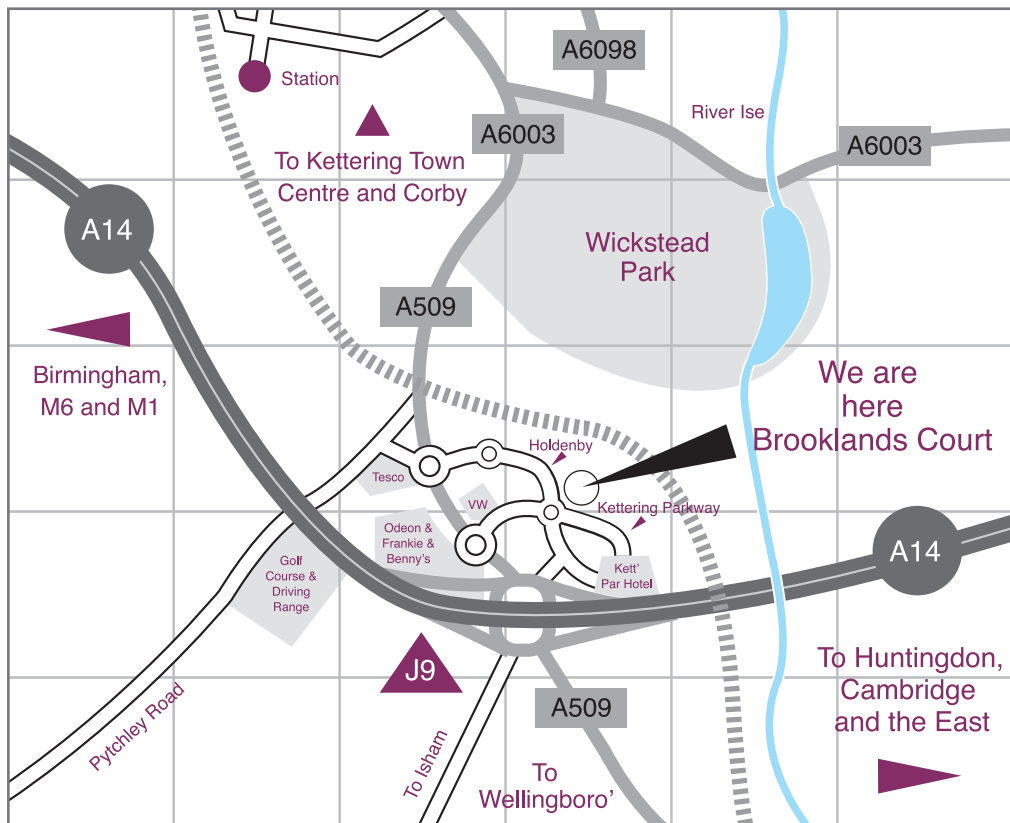 A6098
Station
River Ise
A6003
A6003
To Kettering Town
Centre and Corby
A14
Wickstead
Park
A509
Birmingham,
M6 and M1
We are
here
Brooklands Court
Holdenby
Tesco
VW
Kettering Parkway
Odeon &
Frankie &
Benny's
A14
Golf
Course &
Driving
Range
Kett'
Par Hotel
J9
To Huntingdon,
Cambridge
and the East
Pytchley Road
A509
To Isham
To
Wellingboro'